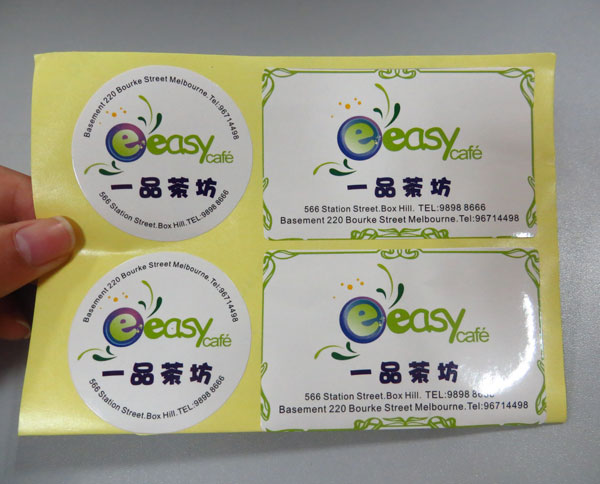 Basement 220 Bourke Street Melbourne.Tel:96714498
e easy
café
一品茶坊
566 Station Street.Box Hill. TEL:9898 8666
e easy
café
一品茶坊
566 Station Street.Box Hill. TEL:9898 8666
Basement 220 Bourke Street Melbourne.Tel:96714498
Basement 220 Bourke Street Melbourne.Tel:96714498
e easy
café
一品茶坊
566 Station Street.Box Hill. TEL:9898 8666
e easy
café
一品茶坊
566 Station Street.Box Hill. TEL:9898 8666
Basement 220 Bourke Street Melbourne.Tel:96714498